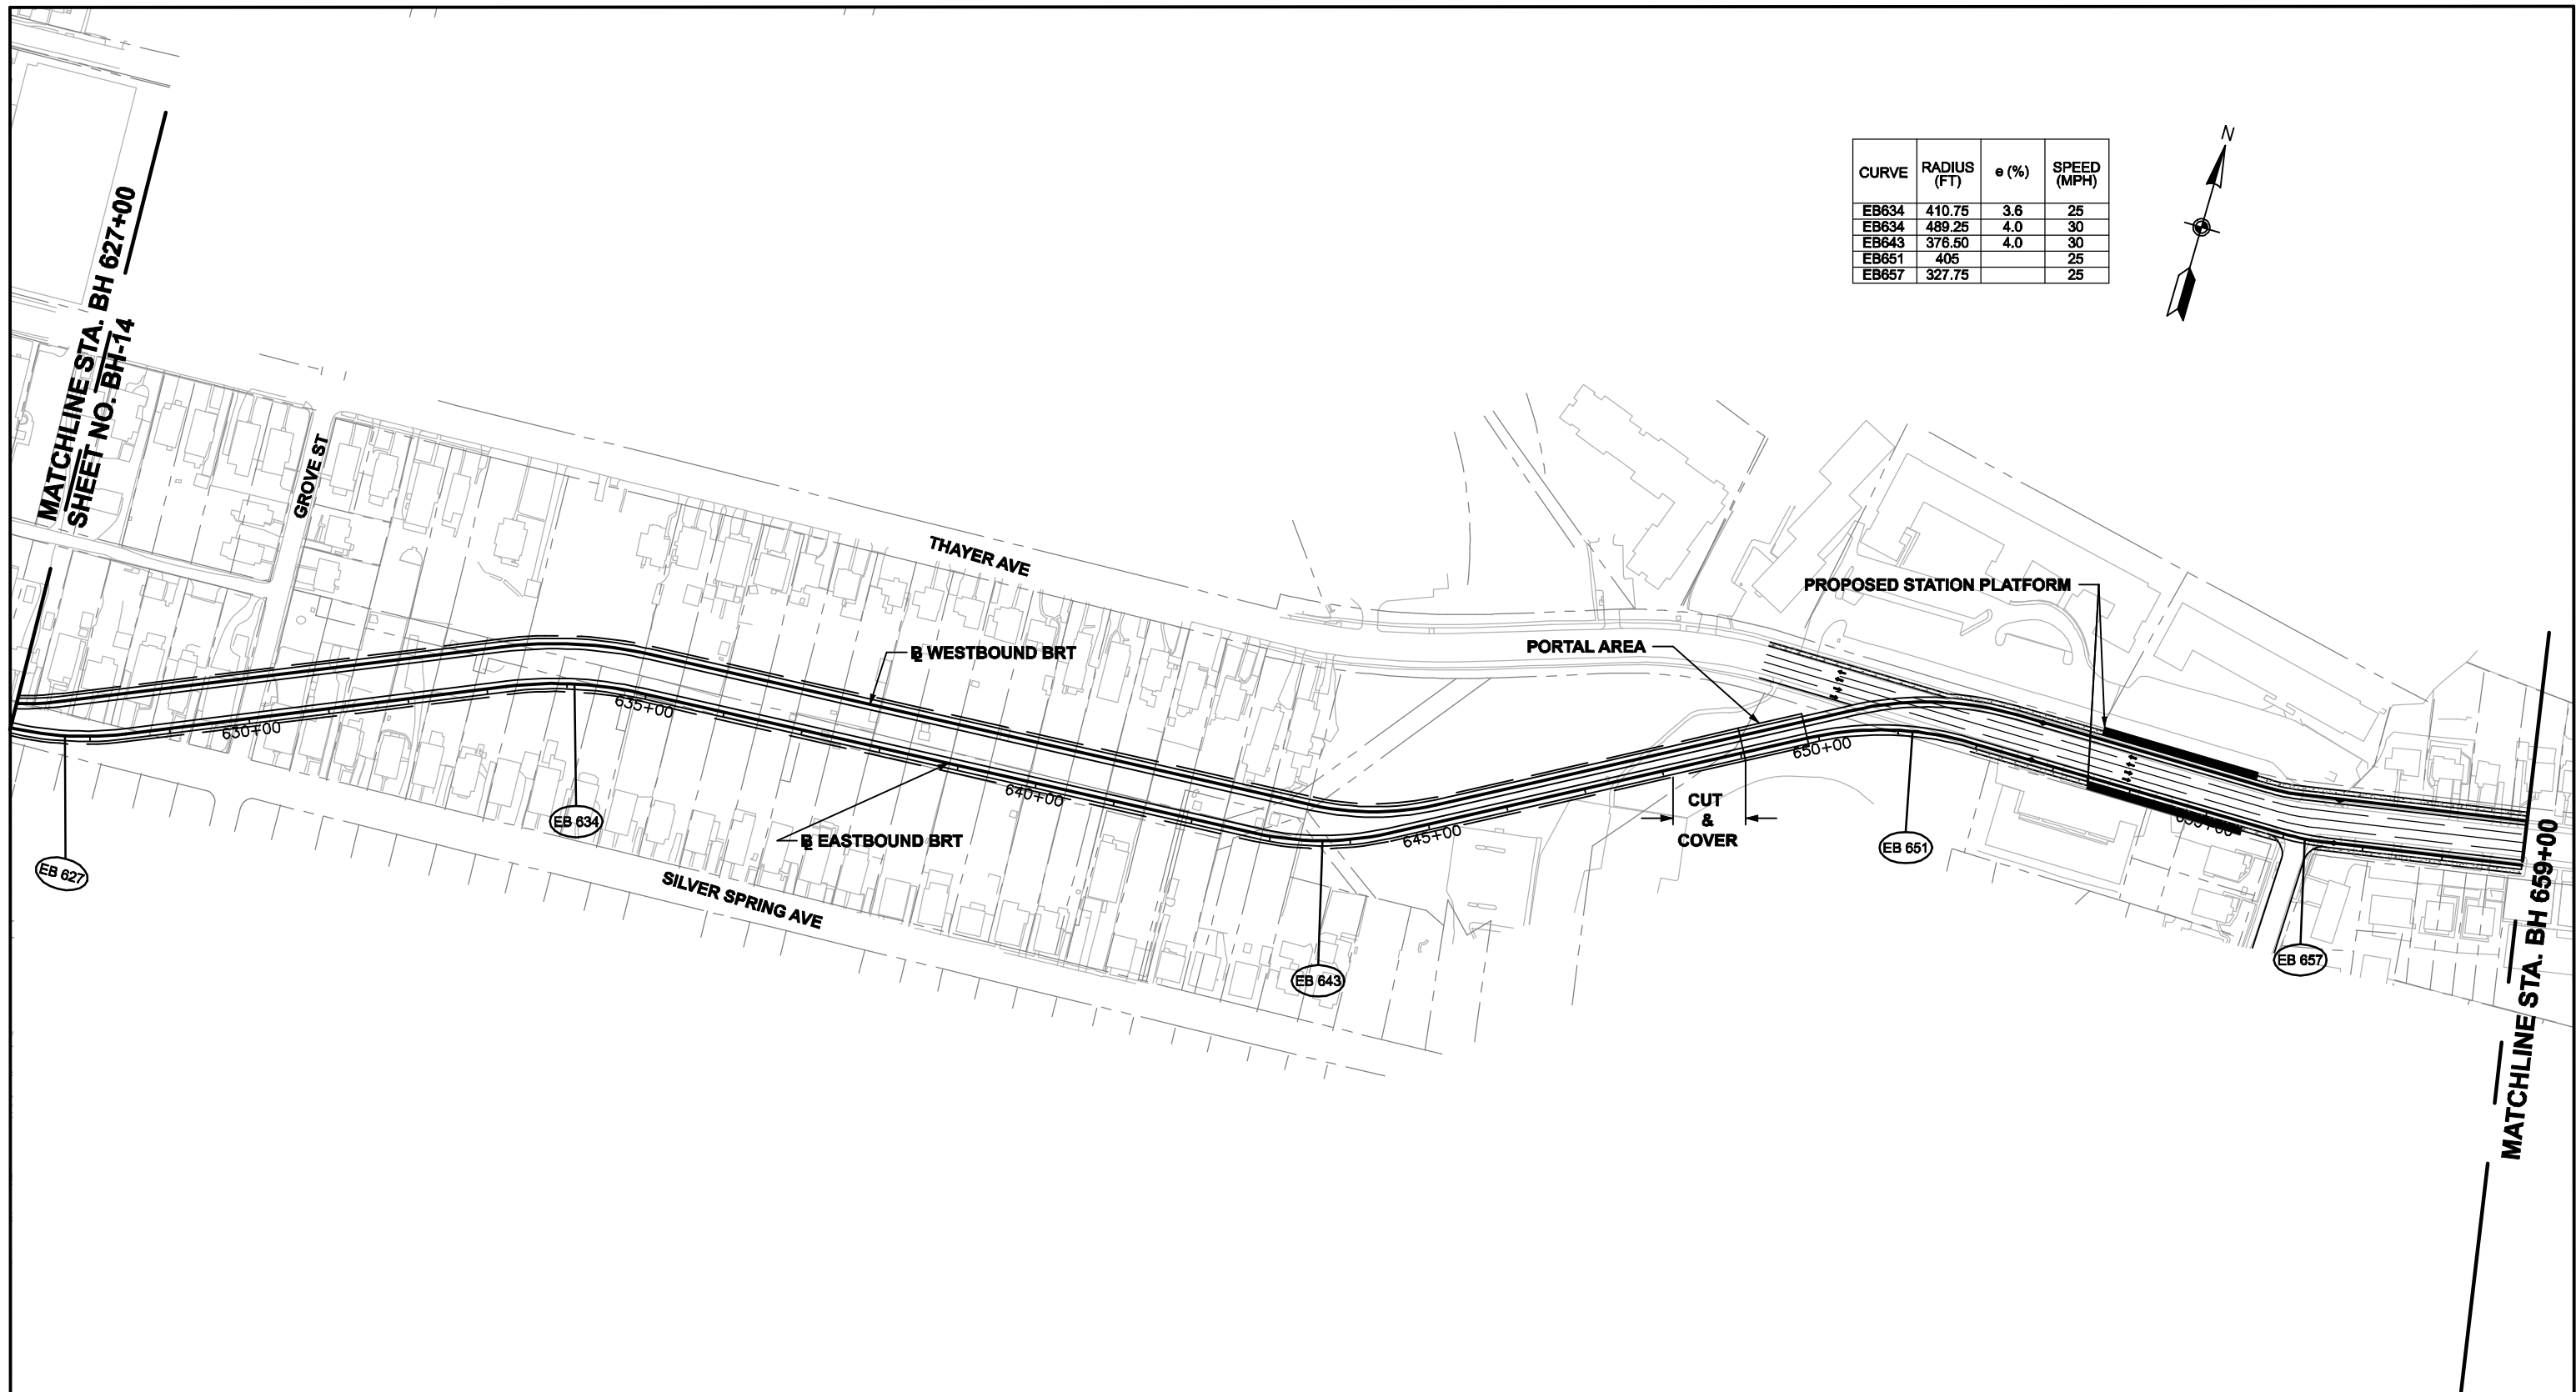 N
CURVE RADIUS (FT) e (%) SPEED (MPH)
EB634 410.75 3.6 25
EB634 489.25 4.0 30
EB643 376.50 4.0 30
EB651 405 25
EB657 327.75 25
MATCHLINE STA. BH 627+00
SHEET NO. BH-14
GROVE ST
THAYER AVE
PROPOSED STATION PLATFORM
PORTAL AREA
BL WESTBOUND BRT
630+00
635+00
640+00
645+00
650+00
655+00
CUT
&
COVER
BL EASTBOUND BRT
SILVER SPRING AVE
EB 627
EB 634
EB 643
EB 651
EB 657
MATCHLINE STA. BH 659+00